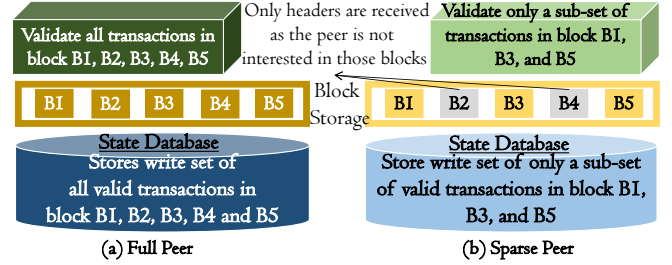 Validate all transactions in
block B1, B2, B3, B4, B5
Only headers are received
as the peer is not
interested in those blocks
Validate only a sub-set of
transactions in block B1,
B3, and B5
B1 B2 B3 B4 B5
Block
Storage
B1 B2 B3 B4 B5
State Database
Stores write set of
all valid transactions in
block B1, B2, B3, B4 and B5
State Database
Store write set of only a sub-set
of valid transactions in block B1,
B3, and B5
(a) Full Peer
(b) Sparse Peer